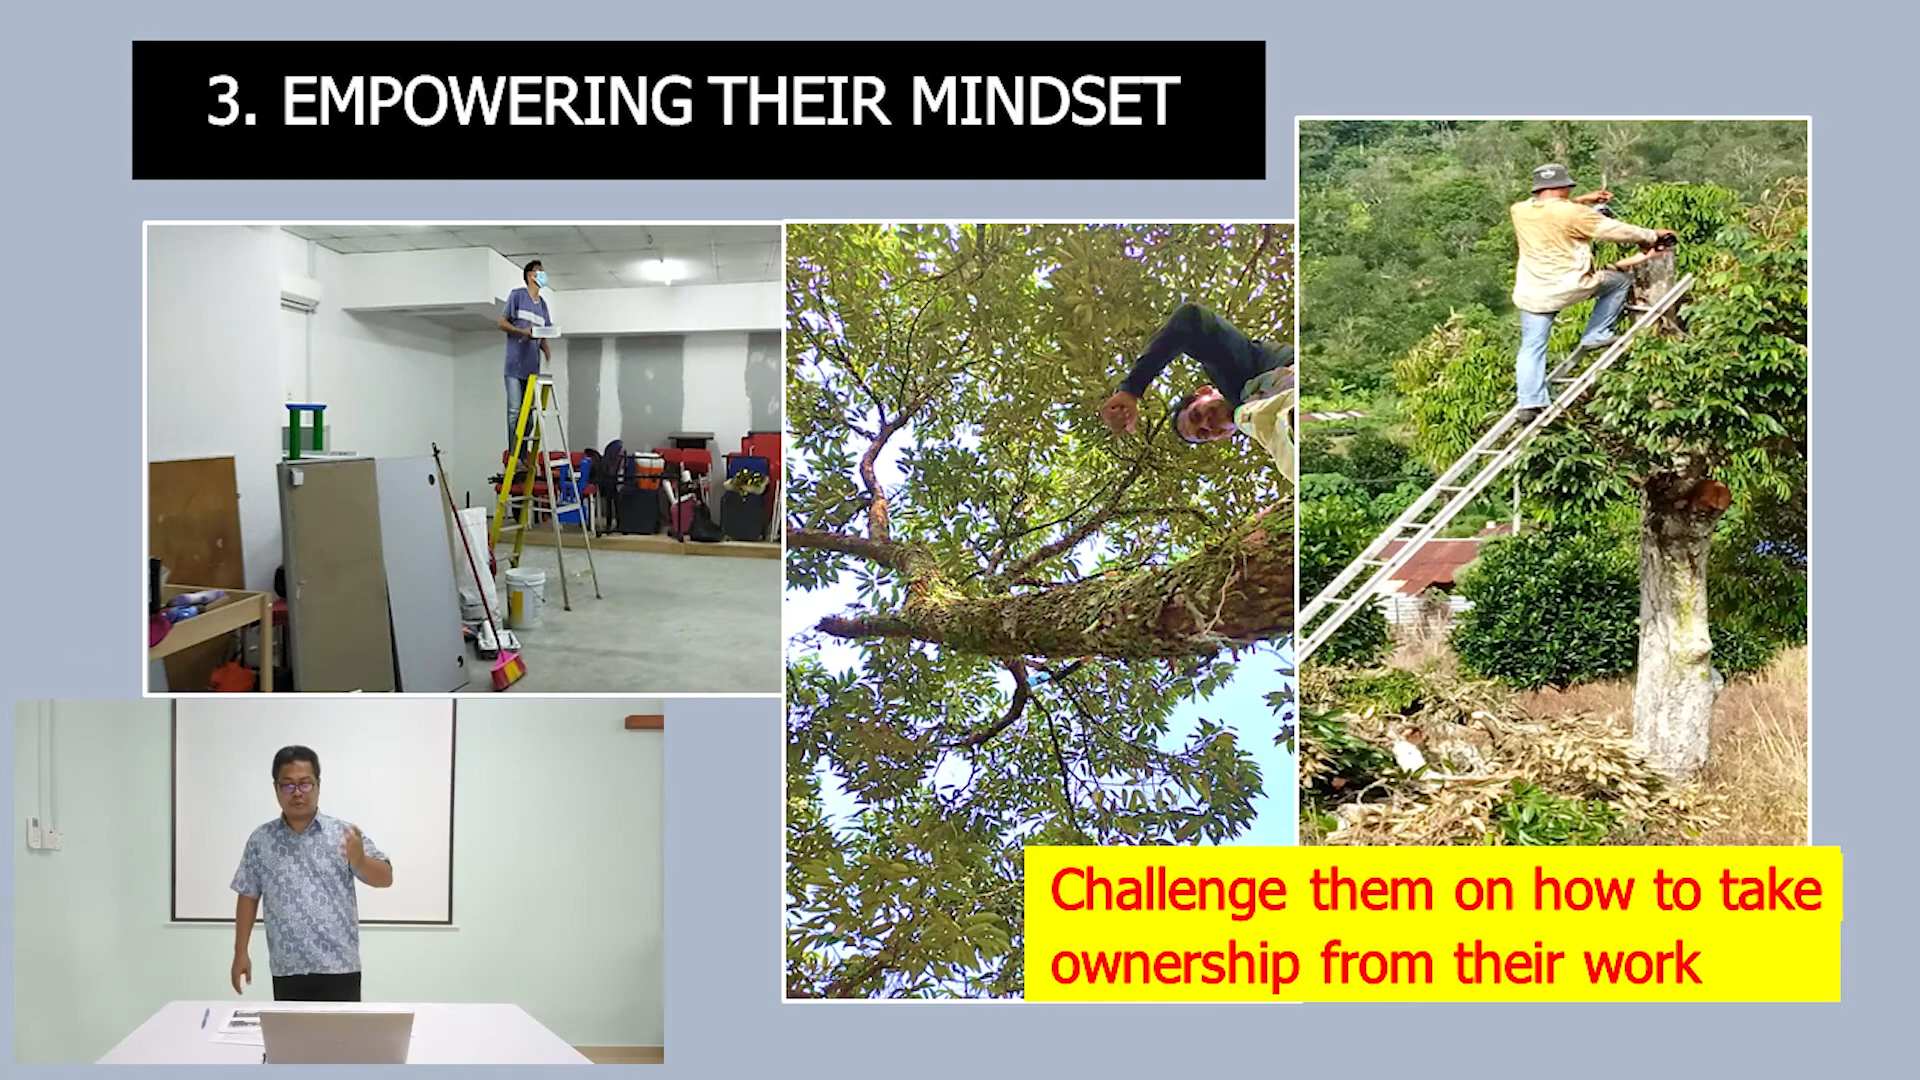 3. EMPOWERING THEIR MINDSET
Challenge them on how to take
ownership from their work